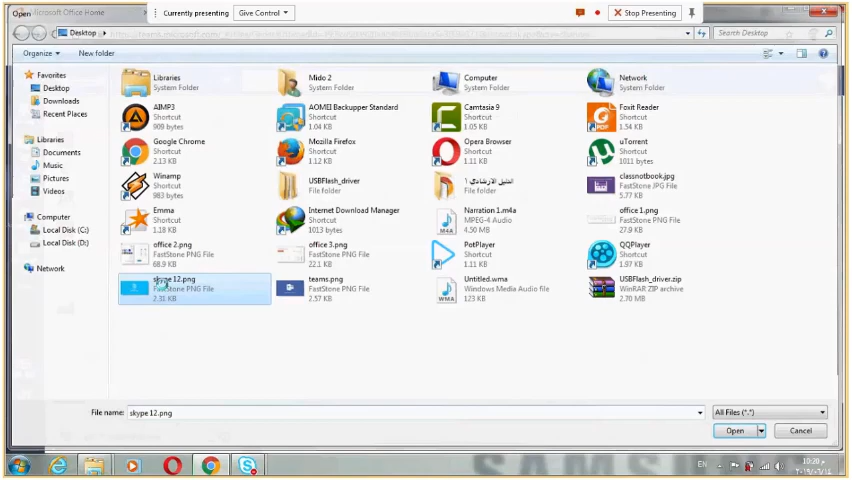 Open
Microsoft Office Home
Currently presenting
Give Control
Stop Presenting
Desktop
Search Desktop
Organize
New folder
Favorites
Desktop
Downloads
Recent Places
Libraries
Documents
Music
Pictures
Videos
Computer
Local Disk (C:)
Local Disk (D:)
Network
Libraries
System Folder
Mido 2
System Folder
Computer
System Folder
Network
System Folder
AIMP3
Shortcut
909 bytes
AOMEI Backupper Standard
Shortcut
1.04 KB
Camtasia 9
Shortcut
1.05 KB
Foxit Reader
Shortcut
1.54 KB
Google Chrome
Shortcut
2.13 KB
Mozilla Firefox
Shortcut
1.12 KB
Opera Browser
Shortcut
1.11 KB
uTorrent
Shortcut
1011 bytes
Winamp
Shortcut
983 bytes
USBFlash_driver
File folder
File folder
classnotbook.jpg
FastStone JPG File
5.77 KB
Emma
Shortcut
1.18 KB
Internet Download Manager
Shortcut
1013 bytes
Narration 1.m4a
MPEG-4 Audio
4.50 MB
office 1.png
FastStone PNG File
27.9 KB
office 2.png
FastStone PNG File
68.9 KB
office 3.png
FastStone PNG File
22.1 KB
PotPlayer
Shortcut
1.11 KB
QQPlayer
Shortcut
1.97 KB
skype 12.png
FastStone PNG File
2.31 KB
teams.png
FastStone PNG File
2.57 KB
Untitled.wma
Windows Media Audio file
123 KB
USBFlash_driver.zip
WinRAR ZIP archive
2.70 MB
File name:
skype 12.png
All Files (*.*)
Open
Cancel
EN
SAMSUNG